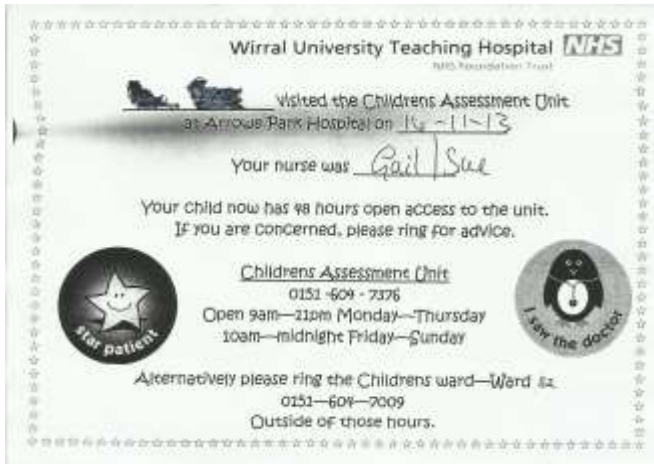 Wirral University Teaching Hospital NHS
NHS Foundation Trust
Visited the Childrens Assessment Unit
at Arrowe Park Hospital on 14-11-13
Your nurse was Gail/Sue
Your child now has 48 hours open access to the unit.
If you are concerned, please ring for advice.
Childrens Assessment Unit
0151-604-7376
Open 9am—11pm Monday—Thursday
10am—midnight Friday—Sunday
star patient
I saw the doctor
Alternatively please ring the Childrens ward—Ward
0151—604—7009
Outside of those hours.